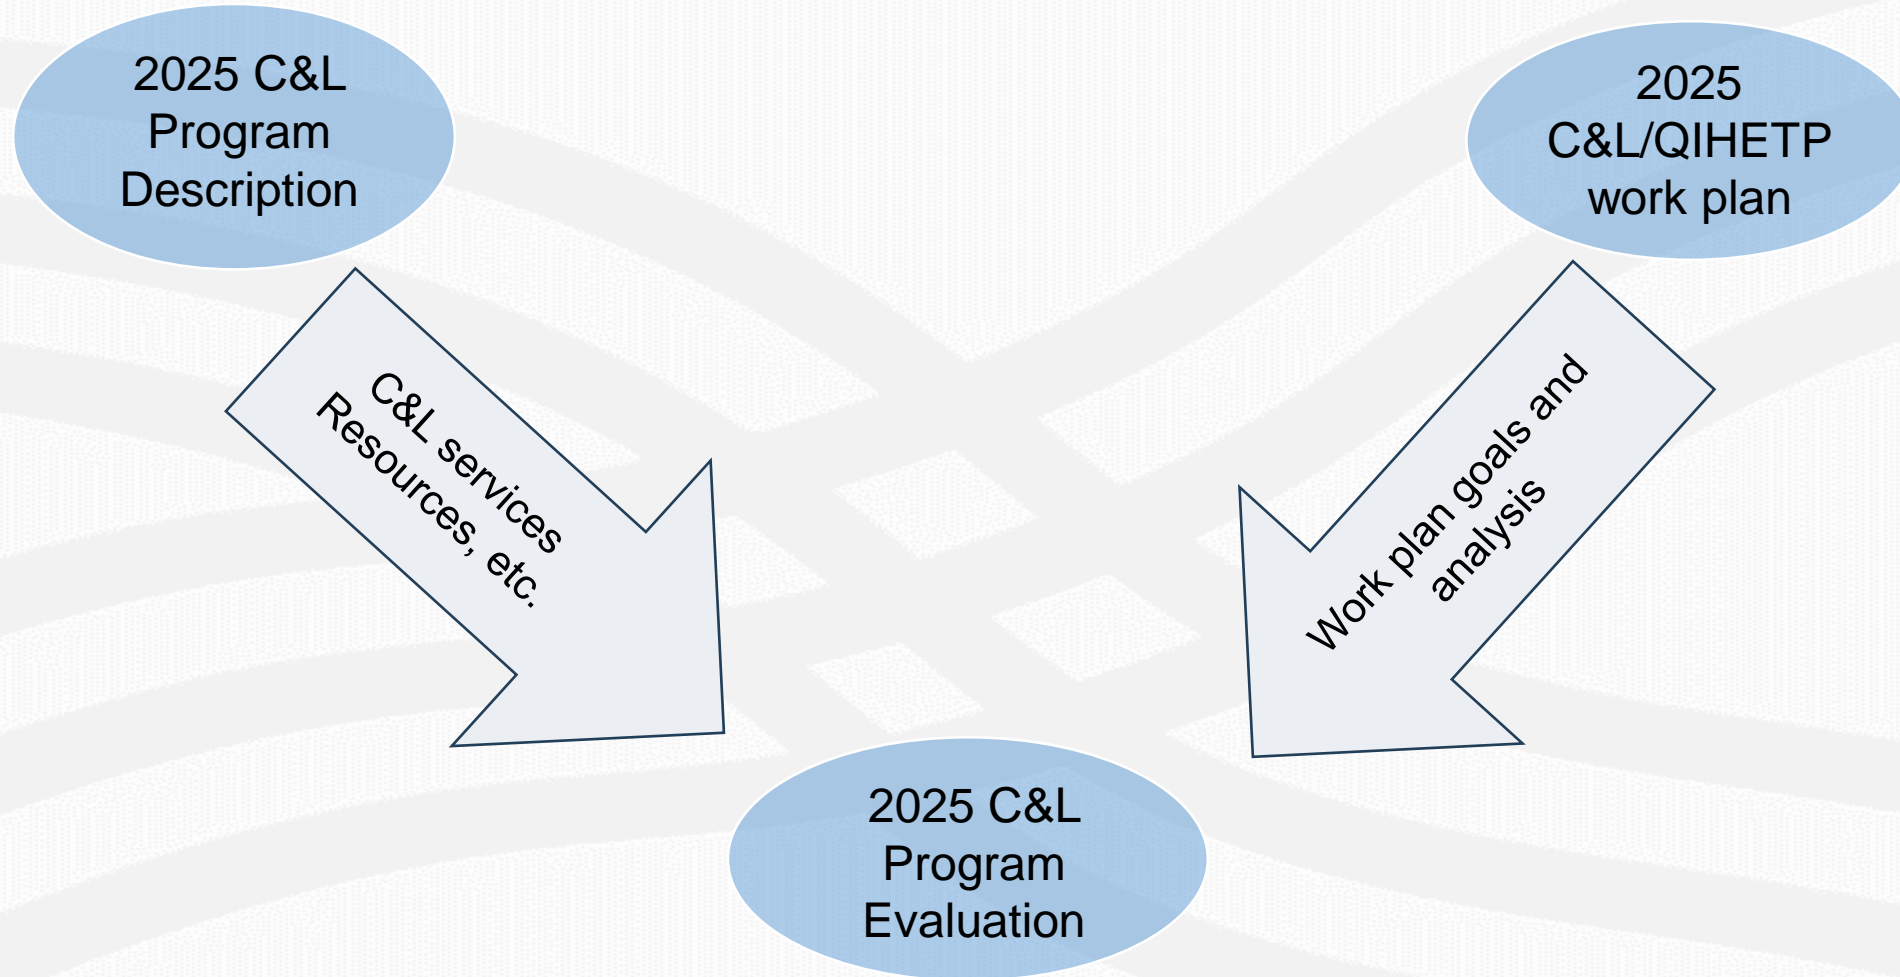 2025 C&L
Program
Description
2025
C&L/QIHETP
work plan
C&L services
Resources, etc.
Work plan goals and
analysis
2025 C&L
Program
Evaluation